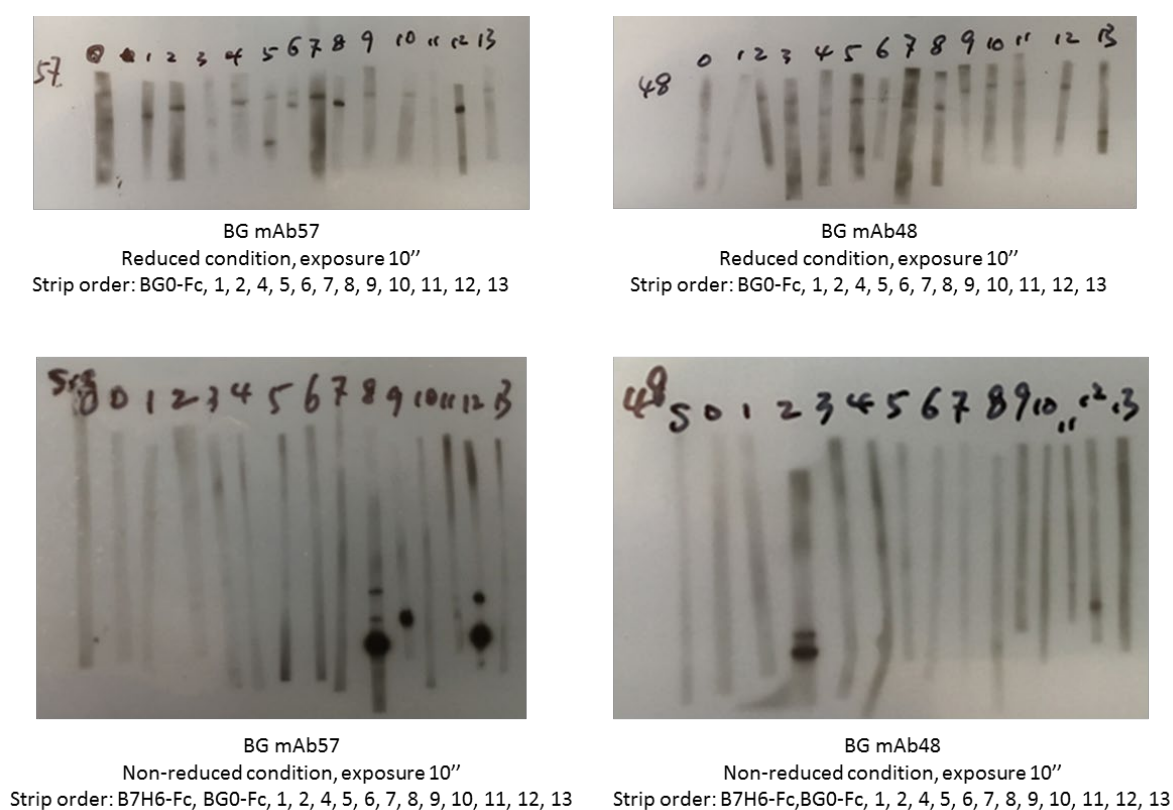 57 0 1 2 3 4 5 6 7 8 9 10 11 12 13
48 0 1 2 3 4 5 6 7 8 9 10 11 12 13
BG mAb57
Reduced condition, exposure 10’’
Strip order: BG0-Fc, 1, 2, 4, 5, 6, 7, 8, 9, 10, 11, 12, 13
BG mAb48
Reduced condition, exposure 10’’
Strip order: BG0-Fc, 1, 2, 4, 5, 6, 7, 8, 9, 10, 11, 12, 13
0 1 2 3 4 5 6 7 8 9 10 11 12 13
48 S 0 1 2 3 4 5 6 7 8 9 10 11 12 13
BG mAb57
Non-reduced condition, exposure 10’’
Strip order: B7H6-Fc, BG0-Fc, 1, 2, 4, 5, 6, 7, 8, 9, 10, 11, 12, 13
BG mAb48
Non-reduced condition, exposure 10’’
Strip order: B7H6-Fc,BG0-Fc, 1, 2, 4, 5, 6, 7, 8, 9, 10, 11, 12, 13